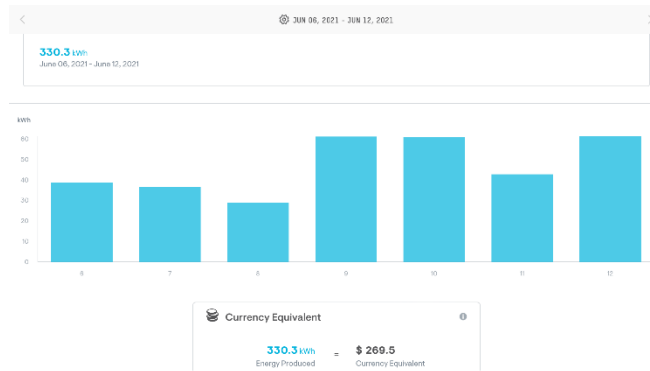 JUN 06, 2021 - JUN 12, 2021
330.3 kWh
June 06, 2021 - June 12, 2021
kWh
60
50
40
30
20
10
0
6 7 8 9 10 11 12
Currency Equivalent
330.3 kWh = $ 269.5
Energy Produced Currency Equivalent